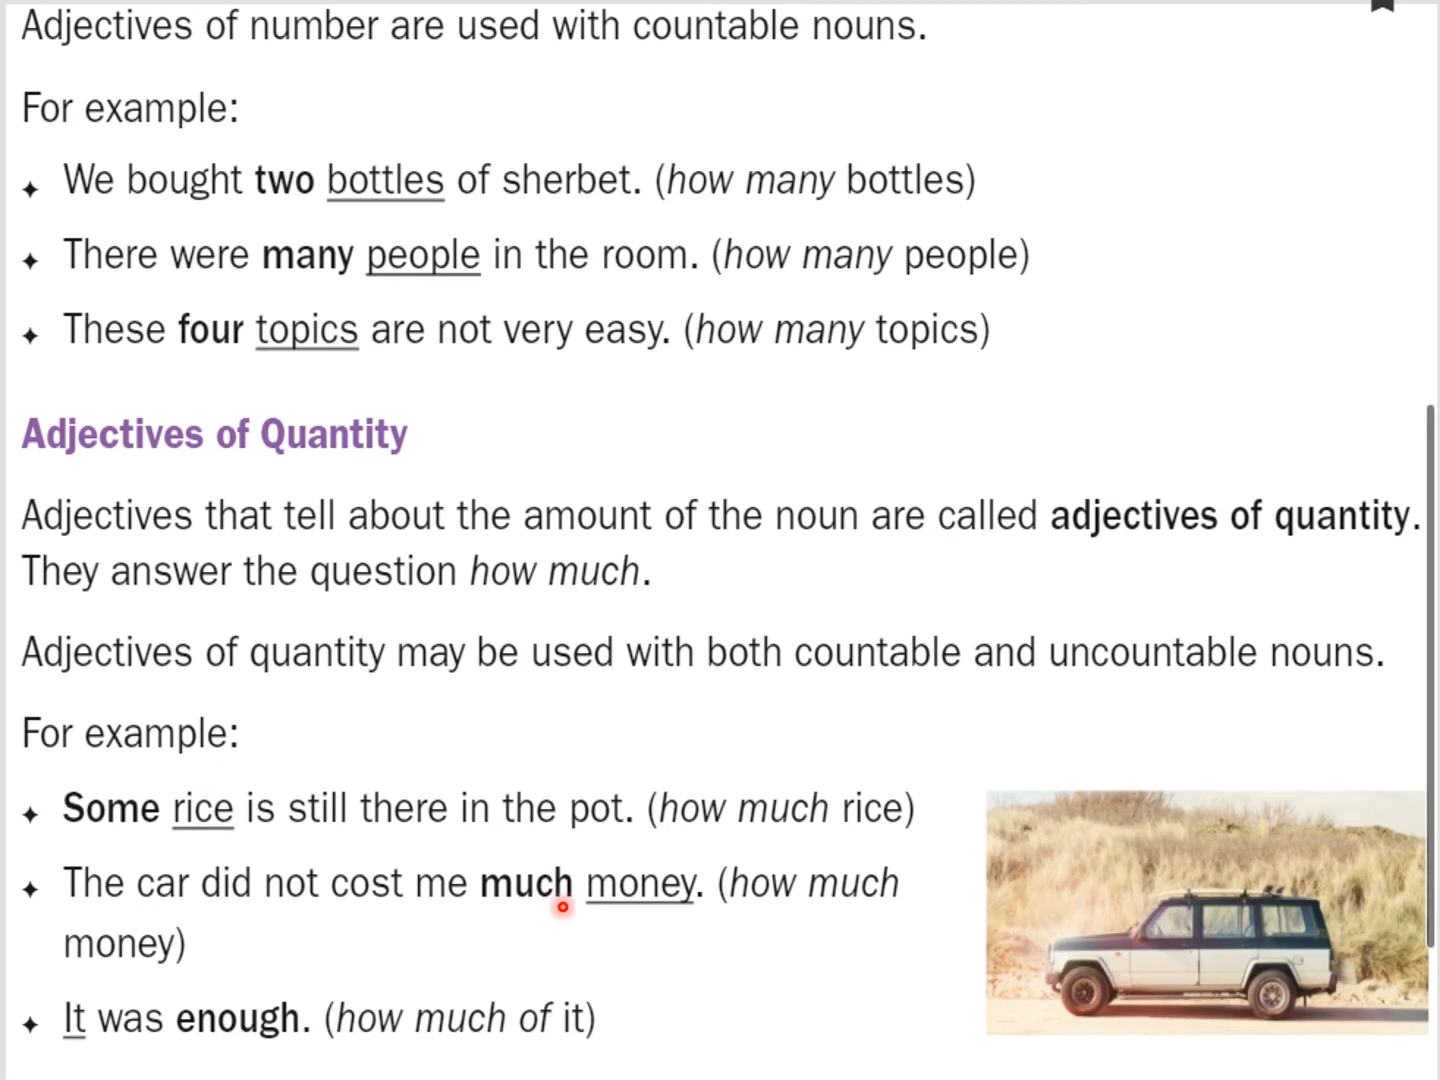 Adjectives of number are used with countable nouns.
For example:
We bought two bottles of sherbet. (how many bottles)
There were many people in the room. (how many people)
These four topics are not very easy. (how many topics)
Adjectives of Quantity
Adjectives that tell about the amount of the noun are called adjectives of quantity.
They answer the question how much.
Adjectives of quantity may be used with both countable and uncountable nouns.
For example:
Some rice is still there in the pot. (how much rice)
The car did not cost me much money. (how much
money)
It was enough. (how much of it)